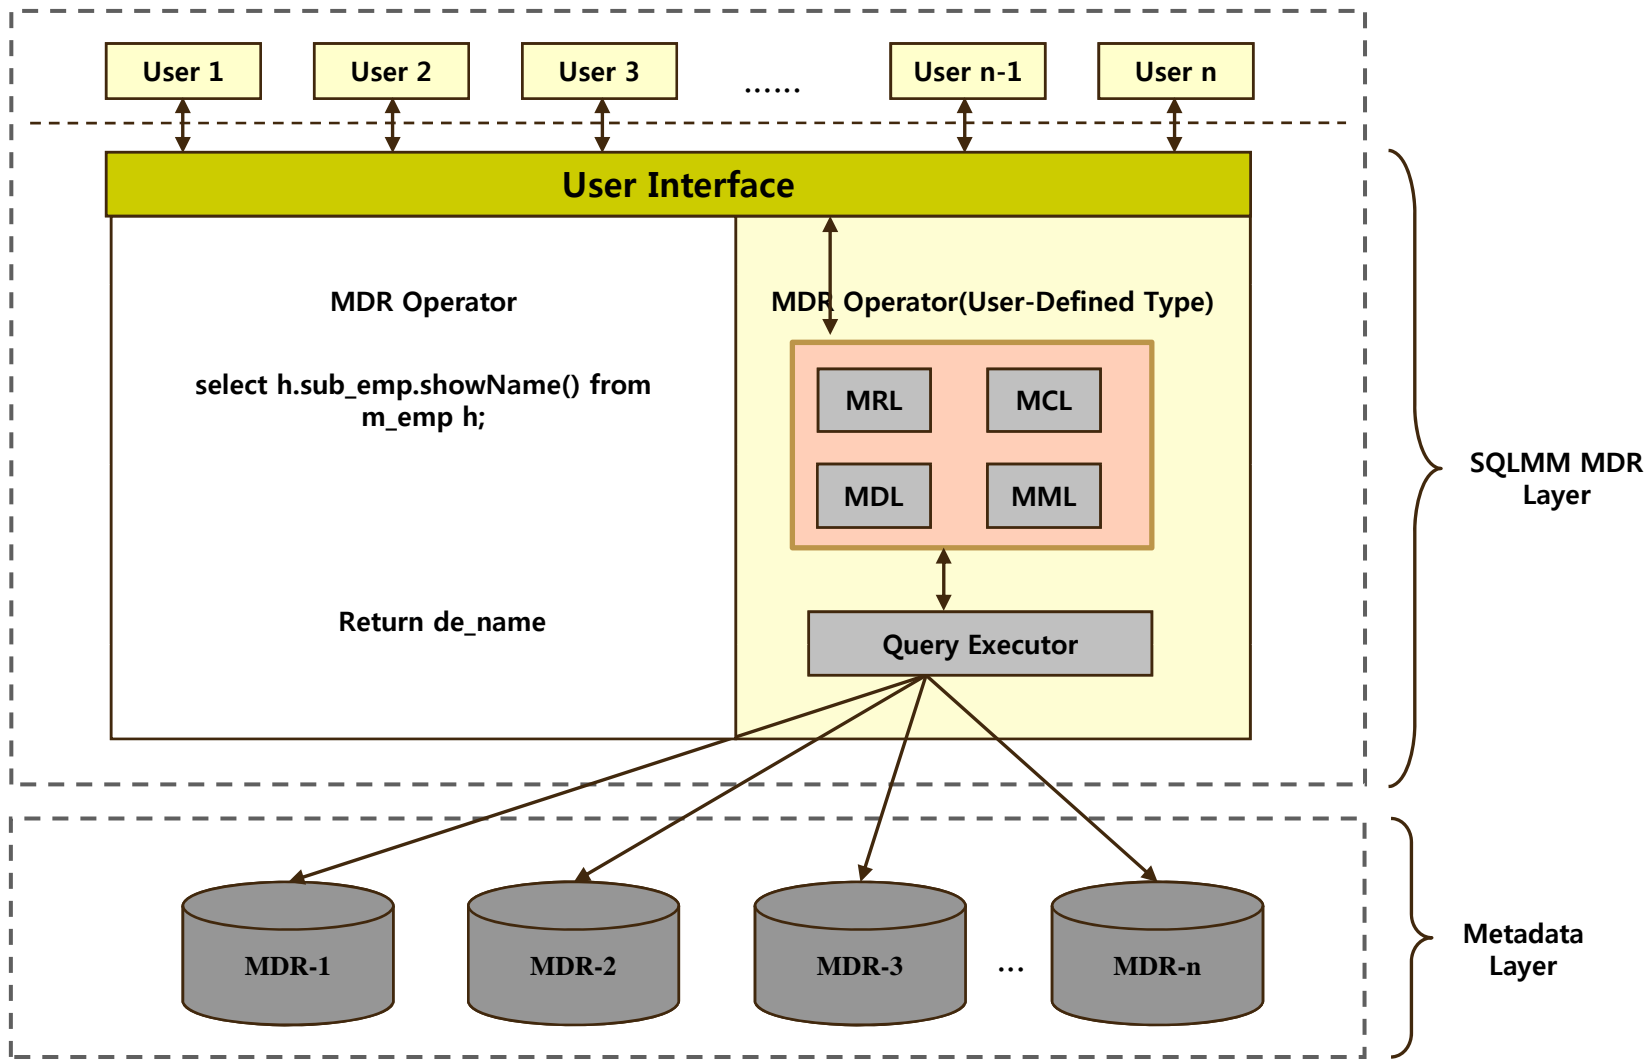 User 1
User 2
User 3
......
User n-1
User n
User Interface
MDR Operator
select h.sub_emp.showName() from
m_emp h;
Return de_name
MDR Operator(User-Defined Type)
MRL
MCL
MDL
MML
Query Executor
SQLMM MDR
Layer
MDR-1
MDR-2
MDR-3
...
MDR-n
Metadata
Layer